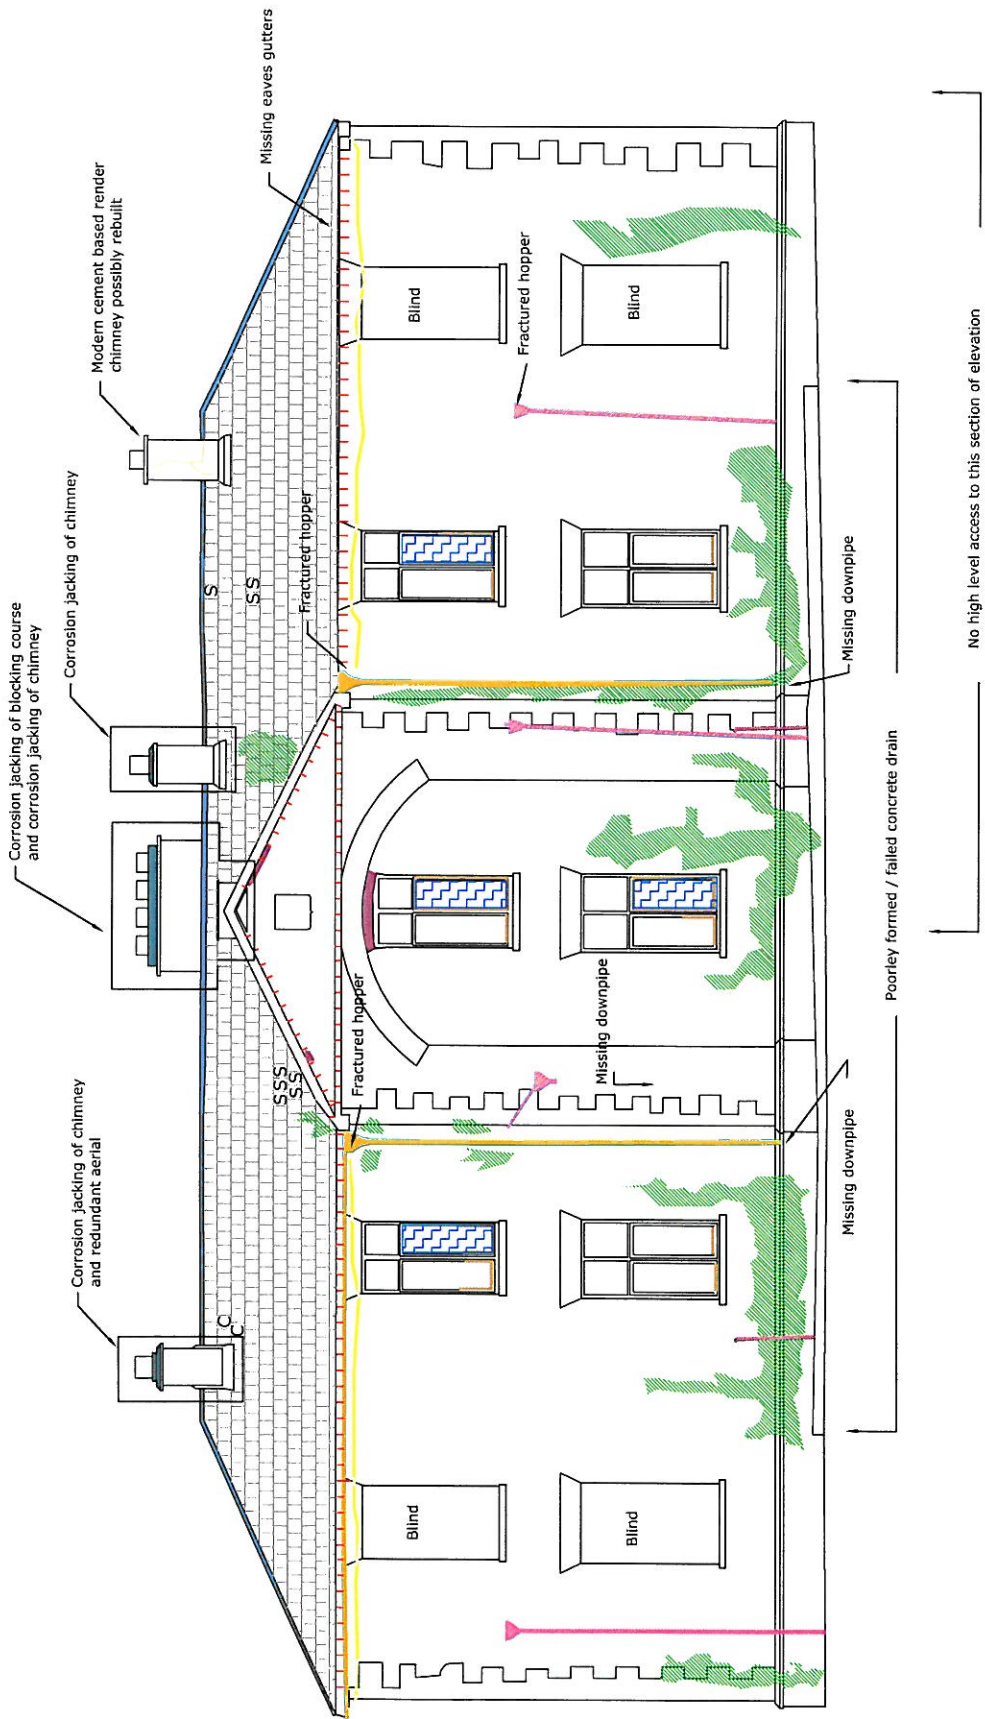 Corrosion jacking of chimney
and redundant aerial
Corrosion jacking of blocking course
and corrosion jacking of chimney
Corrosion jacking of chimney
Modern cement based render
chimney possibly rebuilt
Missing eaves gutters
C
C
SSS
SS
S
SS
Fractured hopper
Fractured hopper
Blind
Blind
Fractured hopper
Missing downpipe
Blind
Blind
Missing downpipe
Missing downpipe
Poorley formed / failed concrete drain
No high level access to this section of elevation